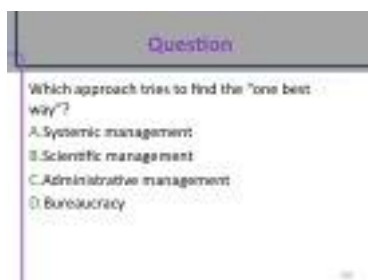 Question
Which approach tries to find the "one best
way"?
A.Systemic management
B.Scientific management
C.Administrative management
D.Bureaucracy